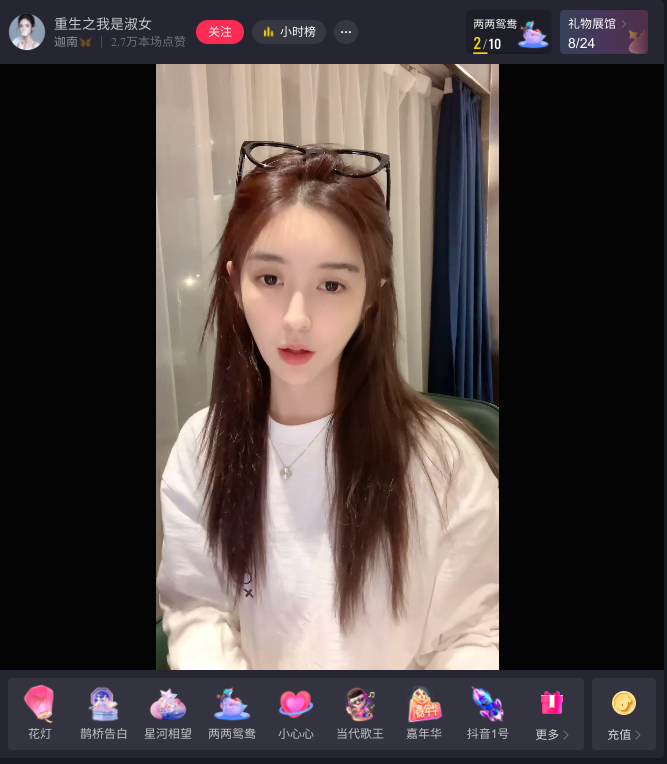 重生之我是淑女
迦南 2.7万本场点赞
关注
小时榜
两两鸳鸯
2/10
礼物展馆
8/24
花灯
鹊桥告白
星河相望
两两鸳鸯
小心心
当代歌王
嘉年华
嘉年华
抖音1号
更多
充值